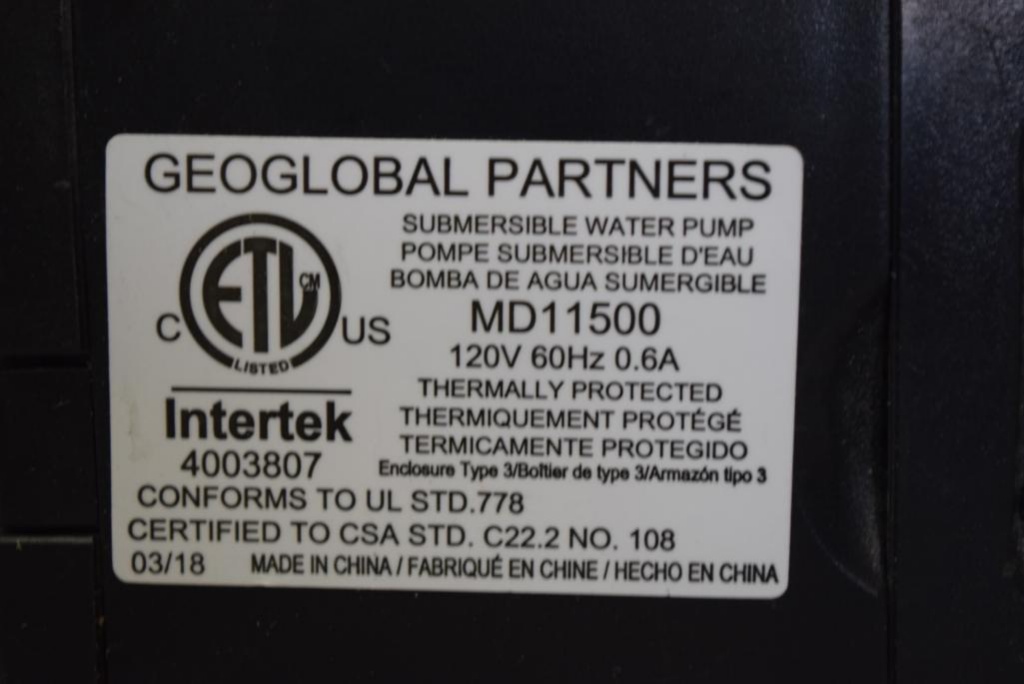 GEOGLOBAL PARTNERS
SUBMERSIBLE WATER PUMP
POMPE SUBMERSIBLE D'EAU
BOMBA DE AGUA SUMERGIBLE
MD11500
120V 60Hz 0.6A
THERMALLY PROTECTED
THERMIQUEMENT PROTÉGÉ
TERMICAMENTE PROTEGIDO
Enclosure Type 3/Boîtier de type 3/Armazón tipo 3
C ETL CM US
LISTED
Intertek
4003807
CONFORMS TO UL STD.778
CERTIFIED TO CSA STD. C22.2 NO. 108
03/18 MADE IN CHINA / FABRIQUÉ EN CHINE / HECHO EN CHINA